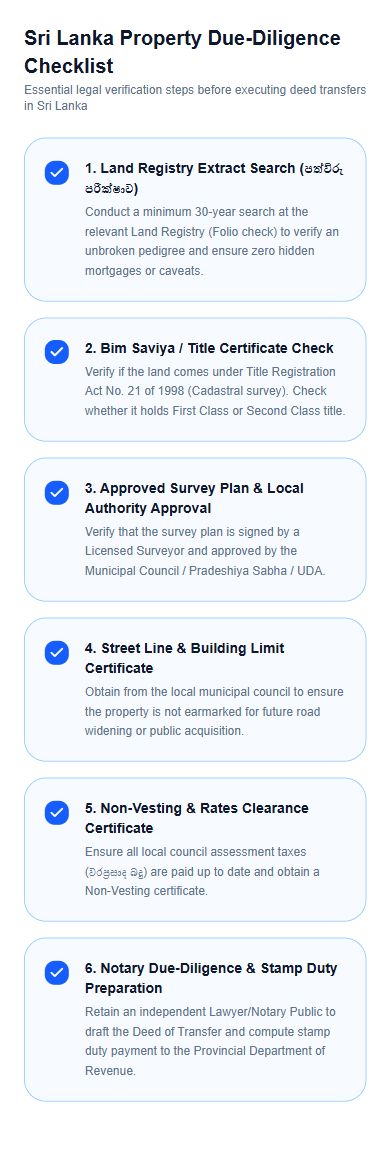 Sri Lanka Property Due-Diligence
Checklist
Essential legal verification steps before executing deed transfers
in Sri Lanka
1. Land Registry Extract Search (පත්විරු
පරීක්ෂාව)
Conduct a minimum 30-year search at the
relevant Land Registry (Folio check) to verify an
unbroken pedigree and ensure zero hidden
mortgages or caveats.
2. Bim Saviya / Title Certificate Check
Verify if the land comes under Title Registration
Act No. 21 of 1998 (Cadastral survey). Check
whether it holds First Class or Second Class title.
3. Approved Survey Plan & Local
Authority Approval
Verify that the survey plan is signed by a
Licensed Surveyor and approved by the
Municipal Council / Pradeshiya Sabha / UDA.
4. Street Line & Building Limit
Certificate
Obtain from the local municipal council to ensure
the property is not earmarked for future road
widening or public acquisition.
5. Non-Vesting & Rates Clearance
Certificate
Ensure all local council assessment taxes
(වරප්‍රසාද බදු) are paid up to date and obtain a
Non-Vesting certificate.
6. Notary Due-Diligence & Stamp Duty
Preparation
Retain an independent Lawyer/Notary Public to
draft the Deed of Transfer and compute stamp
duty payment to the Provincial Department of
Revenue.